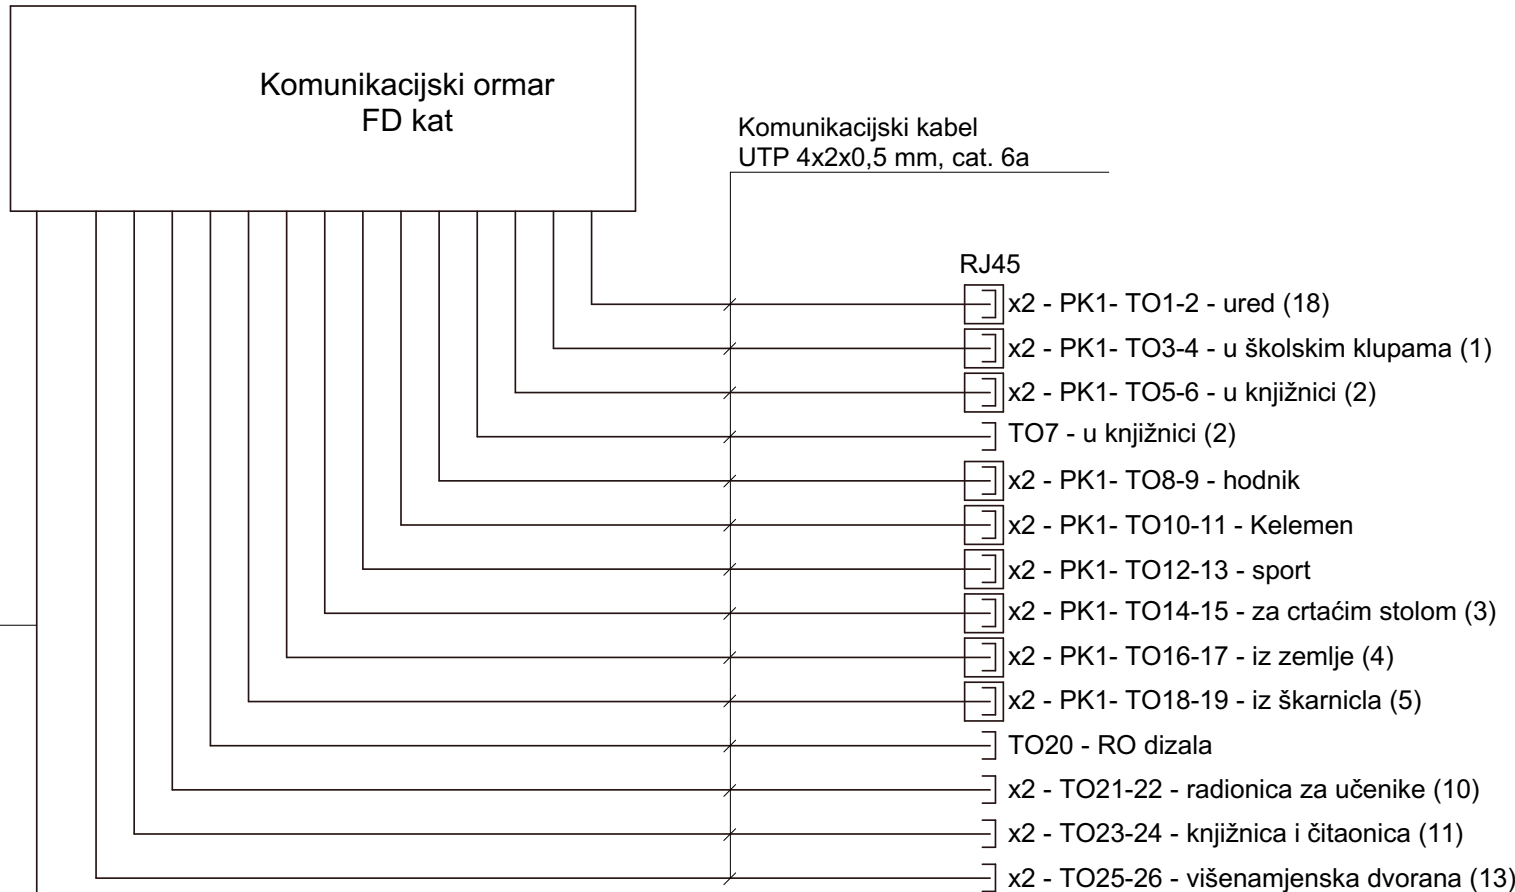 Komunikacijski ormar
FD kat
Komunikacijski kabel
UTP 4x2x0,5 mm, cat. 6a
RJ45
x2 - PK1- TO1-2 - ured (18)
x2 - PK1- TO3-4 - u školskim klupama (1)
x2 - PK1- TO5-6 - u knjižnici (2)
TO7 - u knjižnici (2)
x2 - PK1- TO8-9 - hodnik
x2 - PK1- TO10-11 - Kelemen
x2 - PK1- TO12-13 - sport
x2 - PK1- TO14-15 - za crtaćim stolom (3)
x2 - PK1- TO16-17 - iz zemlje (4)
x2 - PK1- TO18-19 - iz škarnicla (5)
TO20 - RO dizala
x2 - TO21-22 - radionica za učenike (10)
x2 - TO23-24 - knjižnica i čitaonica (11)
x2 - TO25-26 - višenamjenska dvorana (13)